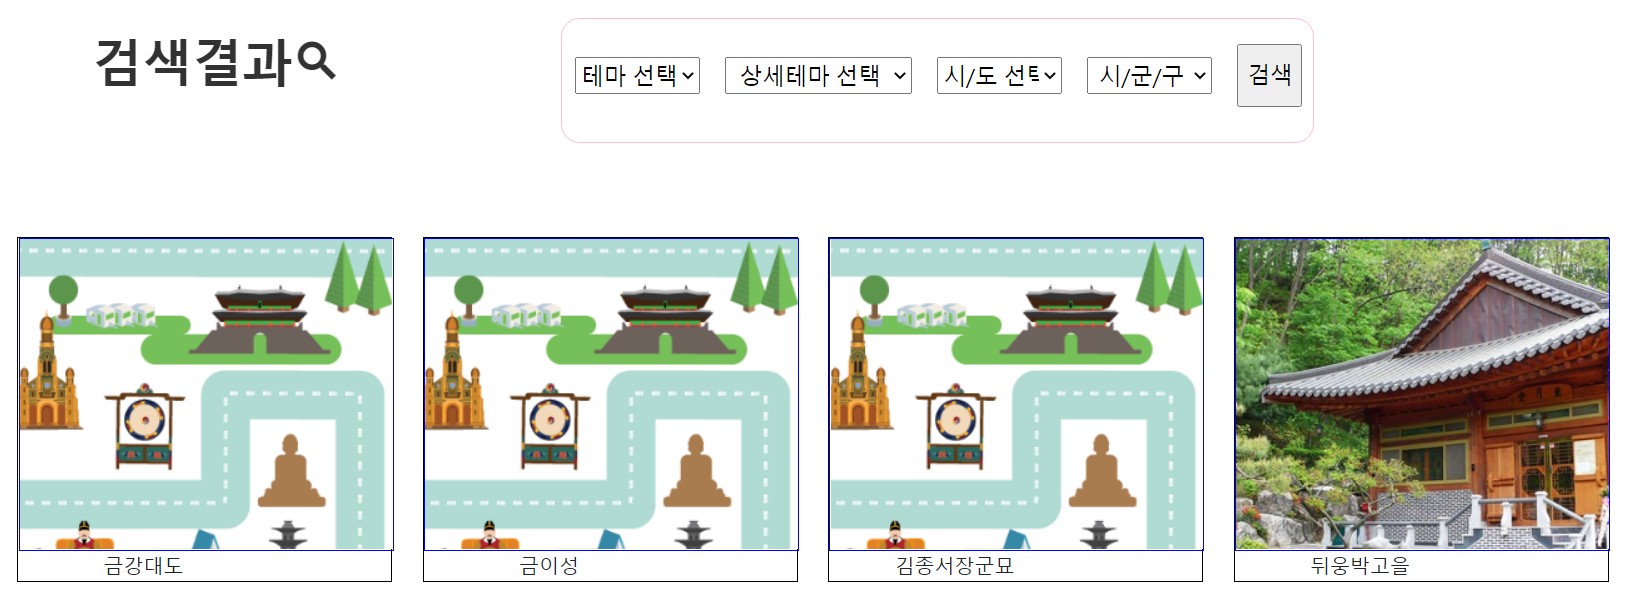 검색결과
테마 선택 상세테마 선택 시/도 선택 시/군/구 검색
금강대도 금이성 김종서장군묘 뒤웅박고을